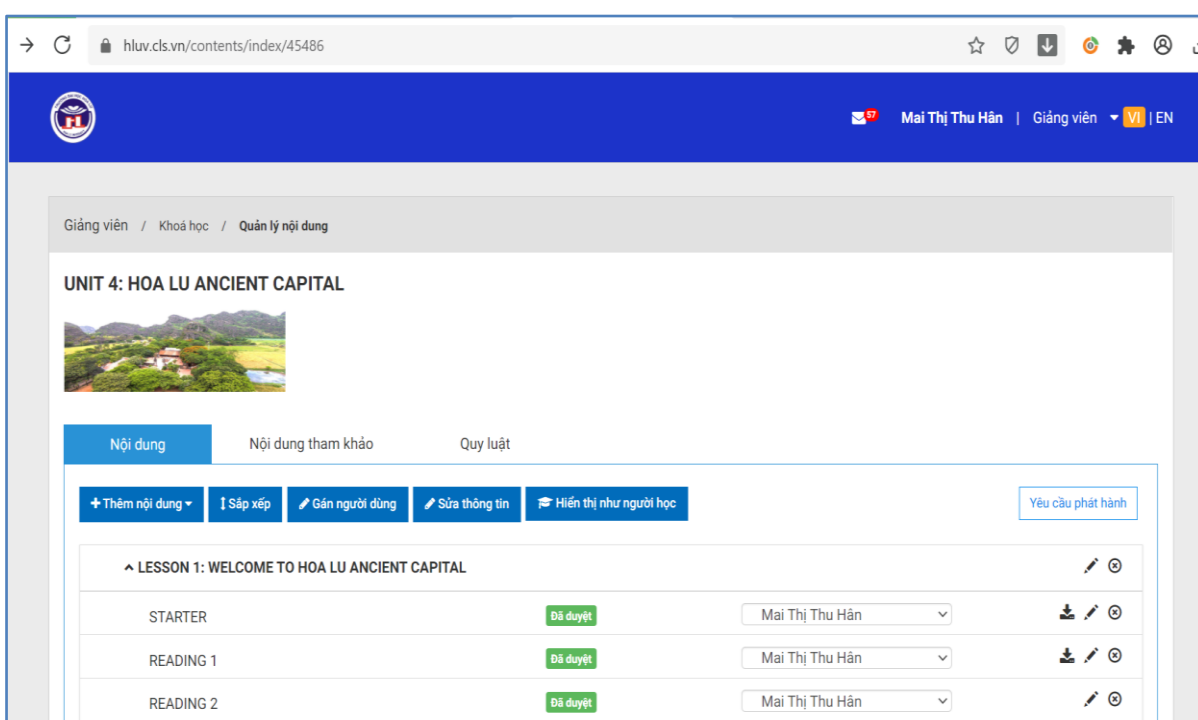 hluv.cls.vn/contents/index/45486
57 Mai Thị Thu Hân | Giảng viên VI | EN
Giảng viên / Khoá học / Quản lý nội dung
UNIT 4: HOA LU ANCIENT CAPITAL
Nội dung Nội dung tham khảo Quy luật
Thêm nội dung Sắp xếp Gán người dùng Sửa thông tin Hiển thị như người học Yêu cầu phát hành
LESSON 1: WELCOME TO HOA LU ANCIENT CAPITAL
STARTER Đã duyệt Mai Thị Thu Hân
READING 1 Đã duyệt Mai Thị Thu Hân
READING 2 Đã duyệt Mai Thị Thu Hân